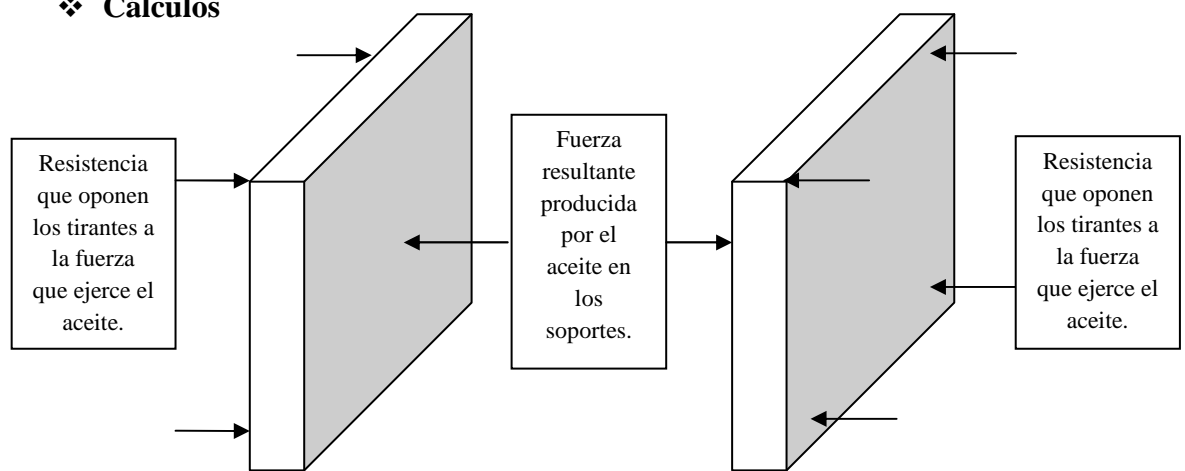 ❖ Cálculos
Resistencia
que oponen
los tirantes a
la fuerza
que ejerce el
aceite.
Fuerza
resultante
producida
por el
aceite en
los
soportes.
Resistencia
que oponen
los tirantes a
la fuerza
que ejerce el
aceite.